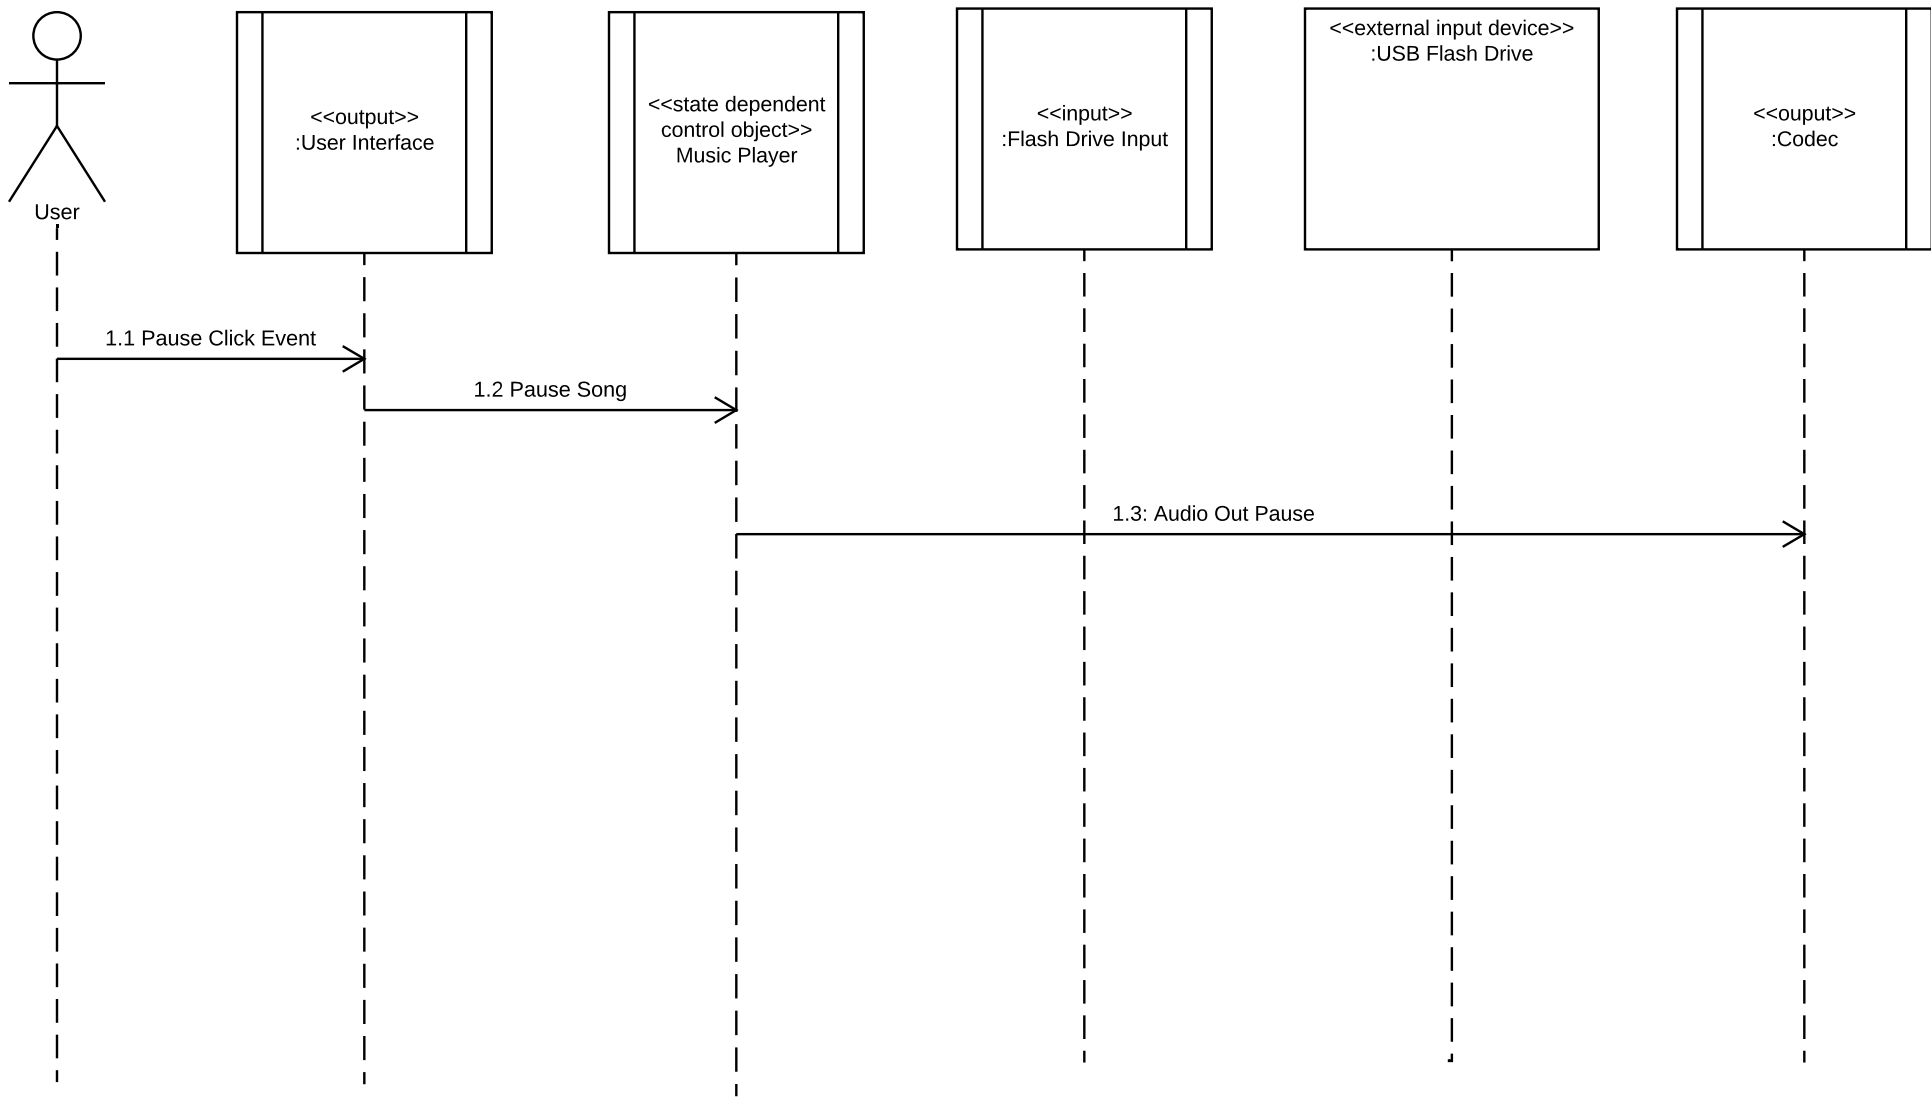 User
<<output>>
:User Interface
<<state dependent
control object>>
Music Player
<<input>>
:Flash Drive Input
<<external input device>>
:USB Flash Drive
<<ouput>>
:Codec
1.1 Pause Click Event
1.2 Pause Song
1.3: Audio Out Pause